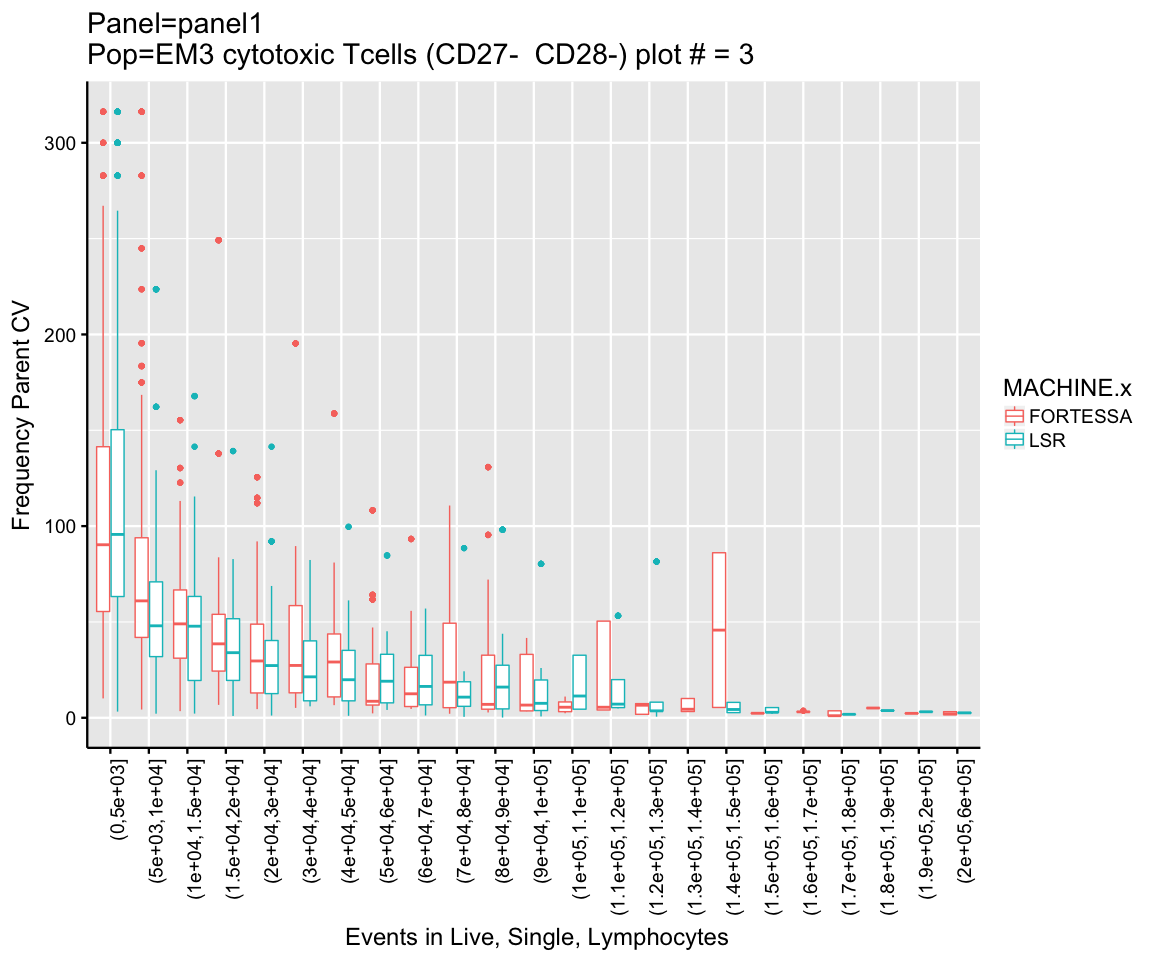 Panel=panel1
Pop=EM3 cytotoxic Tcells (CD27-  CD28-) plot # = 3
Frequency Parent CV
300
200
100
0
(0,5e+03]
(5e+03,1e+04]
(1e+04,1.5e+04]
(1.5e+04,2e+04]
(2e+04,3e+04]
(3e+04,4e+04]
(4e+04,5e+04]
(5e+04,6e+04]
(6e+04,7e+04]
(7e+04,8e+04]
(8e+04,9e+04]
(9e+04,1e+05]
(1e+05,1.1e+05]
(1.1e+05,1.2e+05]
(1.2e+05,1.3e+05]
(1.3e+05,1.4e+05]
(1.4e+05,1.5e+05]
(1.5e+05,1.6e+05]
(1.6e+05,1.7e+05]
(1.7e+05,1.8e+05]
(1.8e+05,1.9e+05]
(1.9e+05,2e+05]
(2e+05,6e+05]
Events in Live, Single, Lymphocytes
MACHINE.x
FORTESSA
LSR